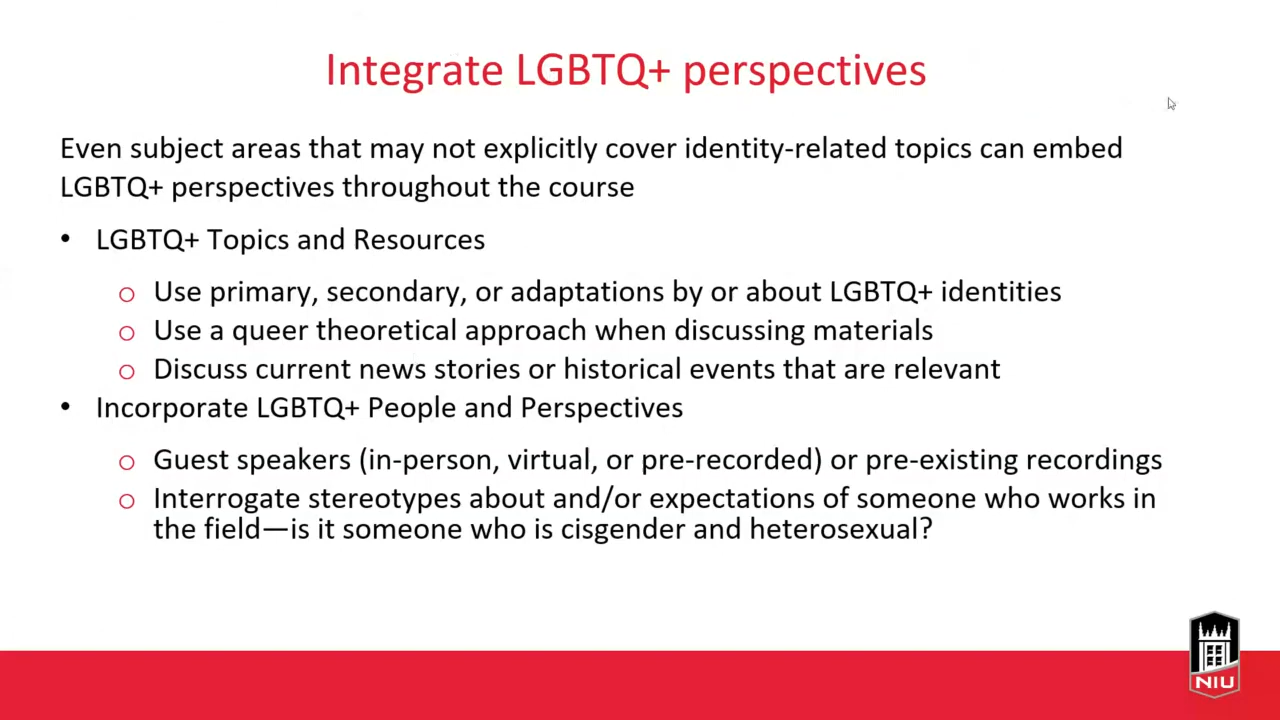 Integrate LGBTQ+ perspectives
Even subject areas that may not explicitly cover identity-related topics can embed
LGBTQ+ perspectives throughout the course
• LGBTQ+ Topics and Resources
o Use primary, secondary, or adaptations by or about LGBTQ+ identities
o Use a queer theoretical approach when discussing materials
o Discuss current news stories or historical events that are relevant
• Incorporate LGBTQ+ People and Perspectives
o Guest speakers (in-person, virtual, or pre-recorded) or pre-existing recordings
o Interrogate stereotypes about and/or expectations of someone who works in
the field—is it someone who is cisgender and heterosexual?
NIU